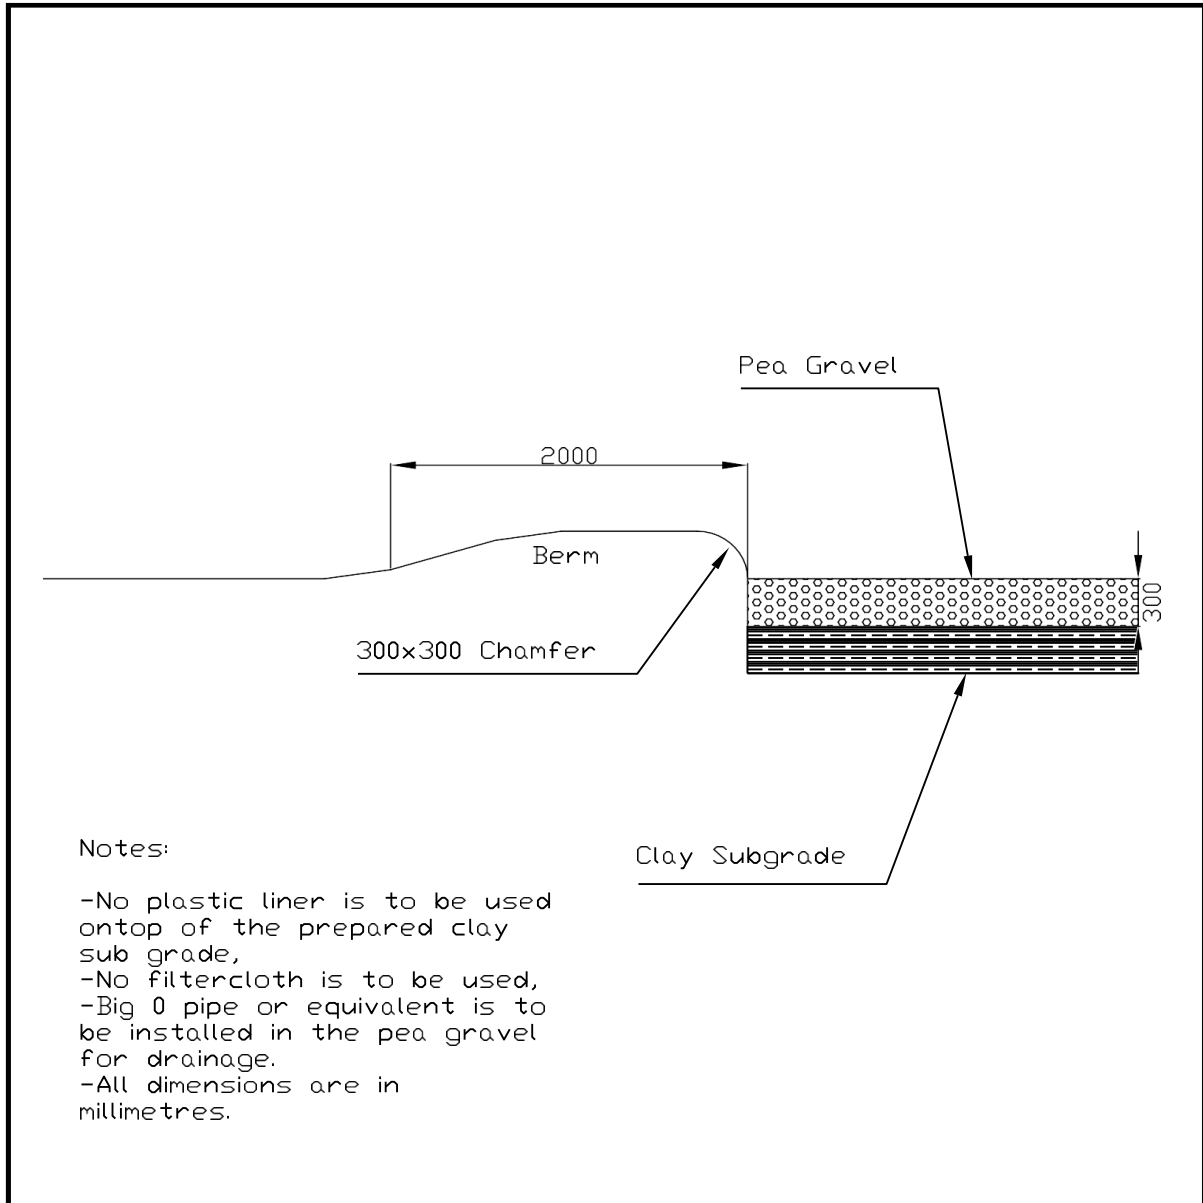 Pea Gravel
2000
Berm
300
300x300 Chamfer
Clay Subgrade
Notes:
-No plastic liner is to be used
ontop of the prepared clay
sub grade,
-No filtercloth is to be used,
-Big O pipe or equivalent is to
be installed in the pea gravel
for drainage.
-All dimensions are in
millimetres.